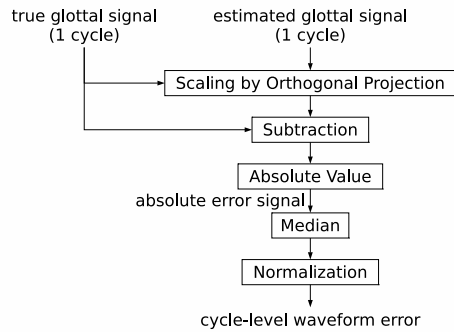 true glottal signal
(1 cycle)
estimated glottal signal
(1 cycle)
Scaling by Orthogonal Projection
Subtraction
Absolute Value
absolute error signal
Median
Normalization
cycle-level waveform error